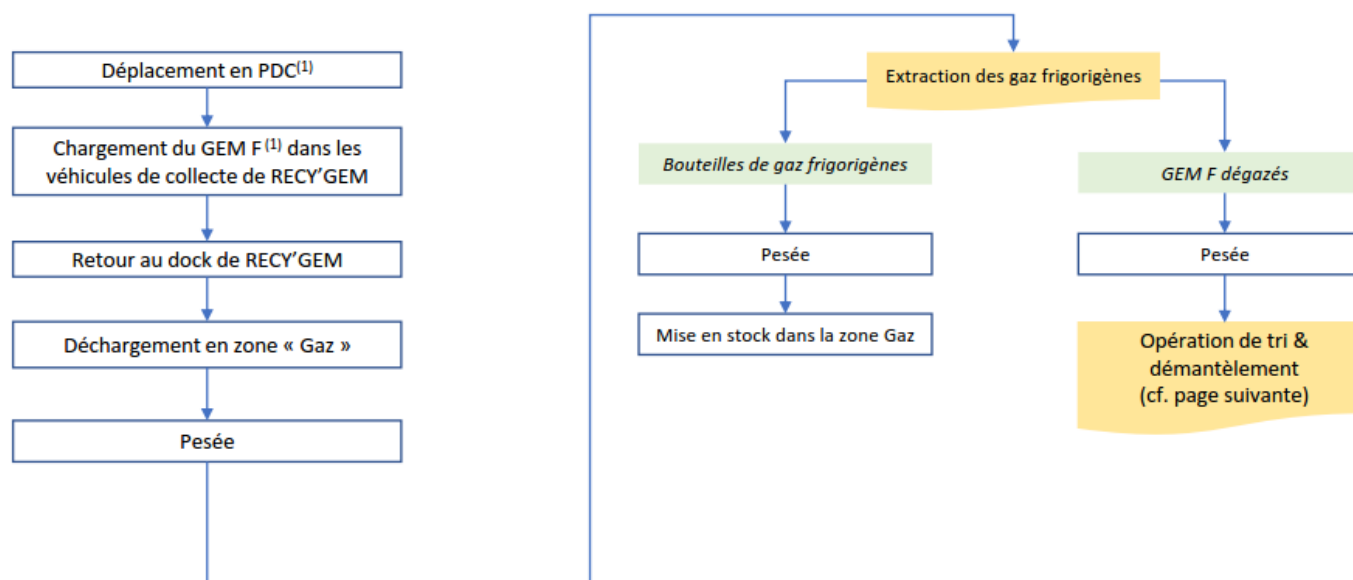 Déplacement en PDC(1)
Chargement du GEM F (1) dans les
véhicules de collecte de RECY’GEM
Retour au dock de RECY’GEM
Déchargement en zone « Gaz »
Pesée
Extraction des gaz frigorigènes
Bouteilles de gaz frigorigènes
Pesée
Mise en stock dans la zone Gaz
GEM F dégazés
Pesée
Opération de tri &
démantèlement
(cf. page suivante)